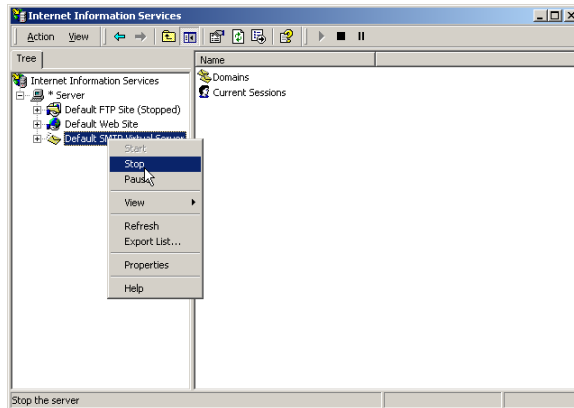 Internet Information Services
Action View
Tree
Name
Internet Information Services
* Server
Default FTP Site (Stopped)
Default Web Site
Default SMTP Virtual Server
Domains
Current Sessions
Start
Stop
Pause
View
Refresh
Export List...
Properties
Help
Stop the server